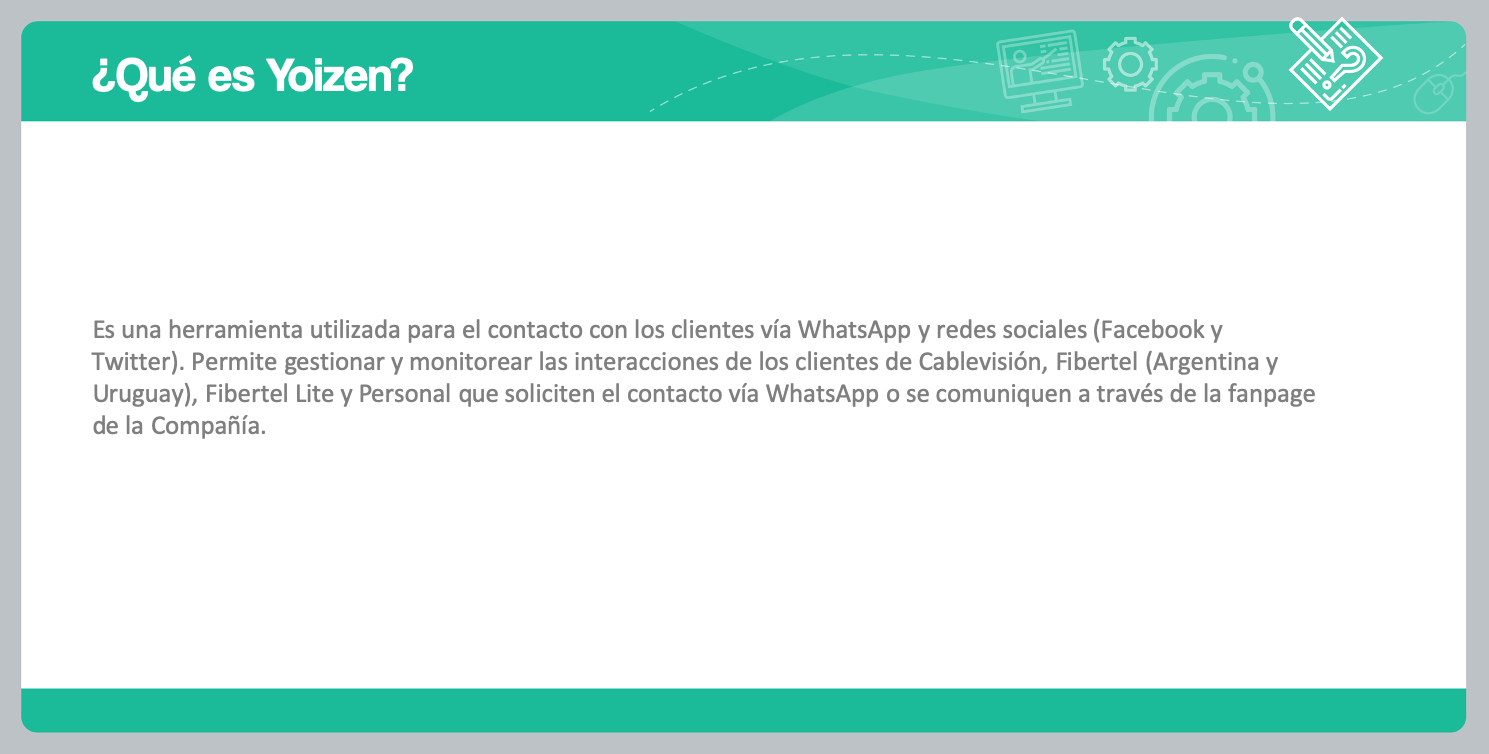 ¿Qué es Yoizen?
Es una herramienta utilizada para el contacto con los clientes vía WhatsApp y redes sociales (Facebook y
Twitter). Permite gestionar y monitorear las interacciones de los clientes de Cablevisión, Fibertel (Argentina y
Uruguay), Fibertel Lite y Personal que soliciten el contacto vía WhatsApp o se comuniquen a través de la fanpage
de la Compañía.